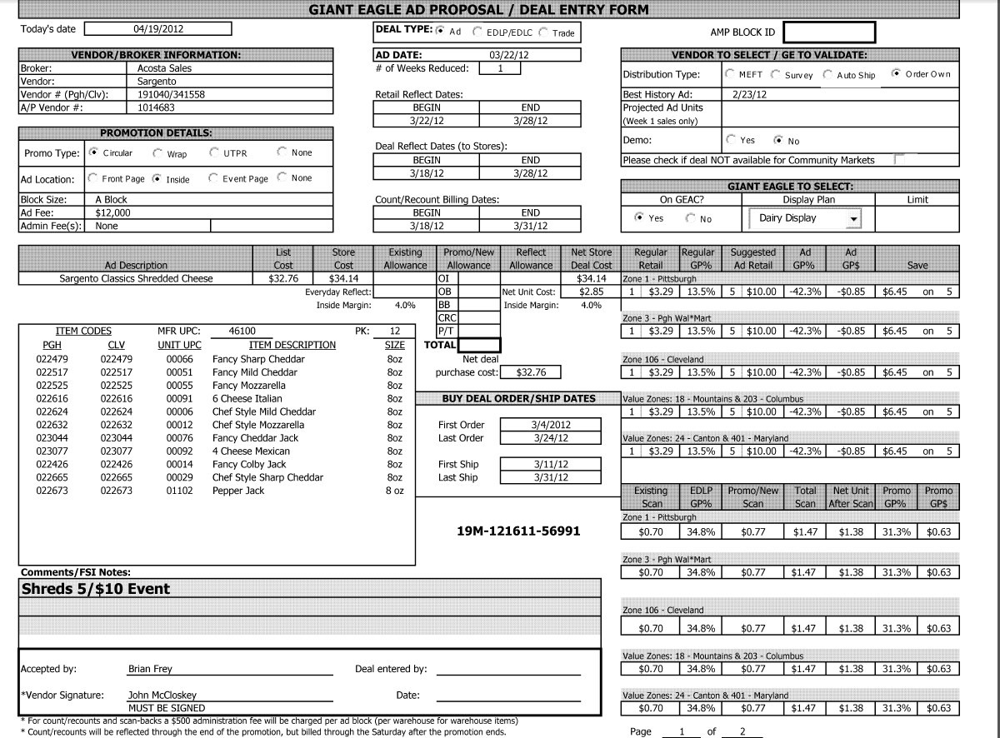 GIANT EAGLE AD PROPOSAL / DEAL ENTRY FORM
Today's date 04/19/2012
DEAL TYPE: Ad EDLP/EDLC Trade
AMP BLOCK ID
VENDOR/BROKER INFORMATION:
Broker: Acosta Sales
Vendor: Sargento
Vendor # (Pgh/Clv): 191040/341558
A/P Vendor #: 1014683
AD DATE: 03/22/12
# of Weeks Reduced: 1
Retail Reflect Dates:
BEGIN END
3/22/12 3/28/12
Deal Reflect Dates (to Stores):
BEGIN END
3/18/12 3/28/12
Count/Recount Billing Dates:
BEGIN END
3/18/12 3/31/12
VENDOR TO SELECT / GE TO VALIDATE:
Distribution Type: MEFT Survey Auto Ship Order Own
Best History Ad: 2/23/12
Projected Ad Units
(Week 1 sales only)
Demo: Yes No
Please check if deal NOT available for Community Markets
PROMOTION DETAILS:
Promo Type: Circular Wrap UTPR None
Ad Location: Front Page Inside Event Page None
Block Size: A Block
Ad Fee: $12,000
Admin Fee(s): None
GIANT EAGLE TO SELECT:
On GEAC? Display Plan Limit
Yes No Dairy Display
List Store Existing Promo/New Reflect Net Store Regular Regular Suggested Ad Ad
Ad Description Cost Cost Allowance Allowance Allowance Deal Cost Retail GP% Ad Retail GP% GP$ Save
Sargento Classics Shredded Cheese $32.76 $34.14 OI $34.14
Everyday Reflect: OB Net Unit Cost: $2.85
Inside Margin: 4.0% BB Inside Margin: 4.0%
CRC
P/T
TOTAL
Net deal
purchase cost: $32.76
Zone 1 - Pittsburgh
1 $3.29 13.5% 5 $10.00 -42.3% -$0.85 $6.45 on 5
Zone 3 - Pgh Wal*Mart
1 $3.29 13.5% 5 $10.00 -42.3% -$0.85 $6.45 on 5
Zone 106 - Cleveland
1 $3.29 13.5% 5 $10.00 -42.3% -$0.85 $6.45 on 5
Value Zones: 18 - Mountains & 203 - Columbus
1 $3.29 13.5% 5 $10.00 -42.3% -$0.85 $6.45 on 5
Value Zones: 24 - Canton & 401 - Maryland
1 $3.29 13.5% 5 $10.00 -42.3% -$0.85 $6.45 on 5
ITEM CODES MFR UPC: 46100 PK: 12
PGH CLV UNIT UPC ITEM DESCRIPTION SIZE
022479 022479 00066 Fancy Sharp Cheddar 8oz
022517 022517 00051 Fancy Mild Cheddar 8oz
022525 022525 00055 Fancy Mozzarella 8oz
022616 022616 00091 6 Cheese Italian 8oz
022624 022624 00006 Chef Style Mild Cheddar 8oz
022632 022632 00012 Chef Style Mozzarella 8oz
023044 023044 00076 Fancy Cheddar Jack 8oz
023077 023077 00092 4 Cheese Mexican 8oz
022426 022426 00014 Fancy Colby Jack 8oz
022665 022665 00029 Chef Style Sharp Cheddar 8oz
022673 022673 01102 Pepper Jack 8 oz
BUY DEAL ORDER/SHIP DATES
First Order 3/4/2012
Last Order 3/24/12
First Ship 3/11/12
Last Ship 3/31/12
19M-121611-56991
Existing EDLP Promo/New Total Net Unit Promo Promo
Scan GP% Scan Scan After Scan GP% GP$
Zone 1 - Pittsburgh
$0.70 34.8% $0.77 $1.47 $1.38 31.3% $0.63
Zone 3 - Pgh Wal*Mart
$0.70 34.8% $0.77 $1.47 $1.38 31.3% $0.63
Zone 106 - Cleveland
$0.70 34.8% $0.77 $1.47 $1.38 31.3% $0.63
Value Zones: 18 - Mountains & 203 - Columbus
$0.70 34.8% $0.77 $1.47 $1.38 31.3% $0.63
Value Zones: 24 - Canton & 401 - Maryland
$0.70 34.8% $0.77 $1.47 $1.38 31.3% $0.63
Comments/FSI Notes:
Shreds 5/$10 Event
Accepted by: Brian Frey Deal entered by:
*Vendor Signature: John McCloskey Date:
MUST BE SIGNED
* For count/recounts and scan-backs a $500 administration fee will be charged per ad block (per warehouse for warehouse items)
* Count/recounts will be reflected through the end of the promotion, but billed through the Saturday after the promotion ends.
Page 1 of 2